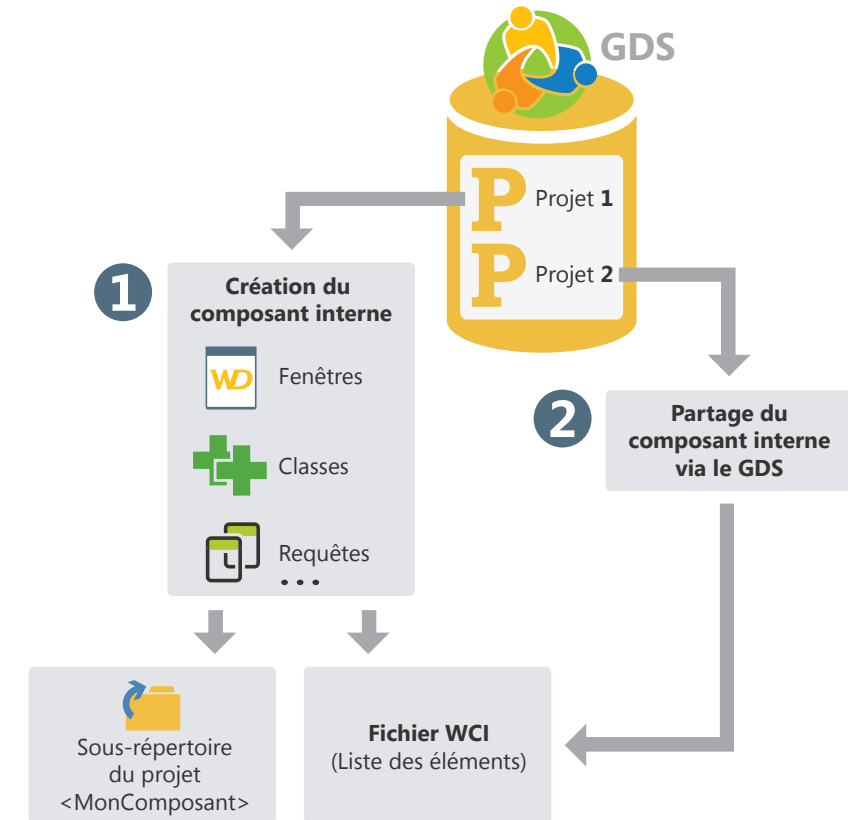 GDS
P Projet 1
P Projet 2
1
Création du
composant interne
WD
Fenêtres
Classes
Requêtes
...
2
Partage du
composant interne
via le GDS
Sous-répertoire
du projet
<MonComposant>
Fichier WCI
(Liste des éléments)